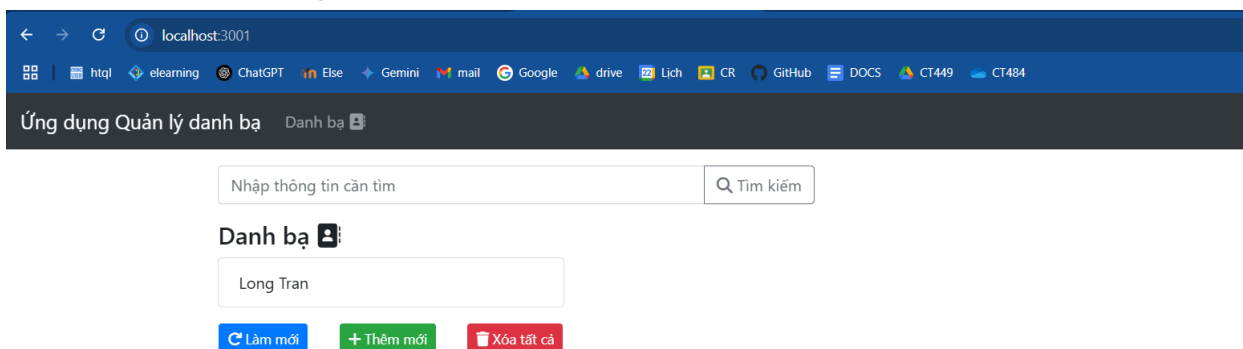 localhost:3001
htql elearning ChatGPT Else Gemini mail Google drive 22 Lịch CR GitHub DOCS CT449 CT484
Ứng dụng Quản lý danh bạ Danh bạ
Nhập thông tin cần tìm Tìm kiếm
Danh bạ
Long Tran
Làm mới Thêm mới Xóa tất cả